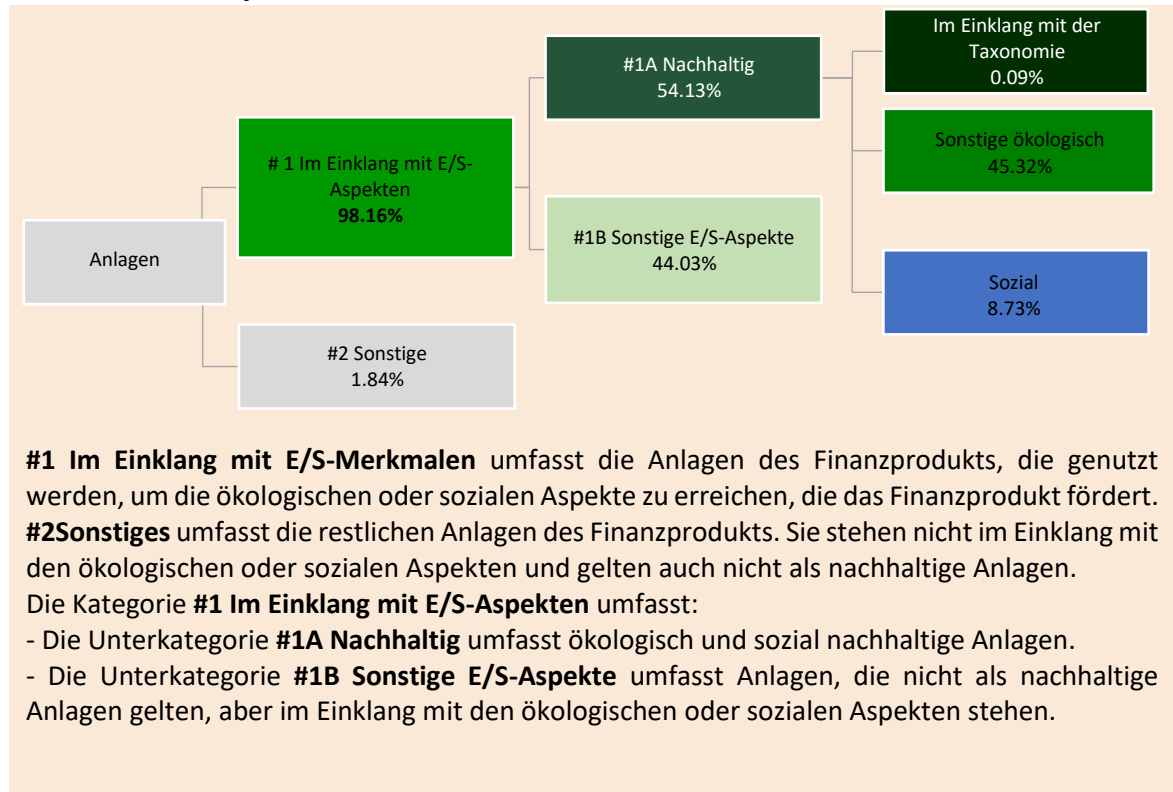 Im Einklang mit der
Taxonomie
0.09%
#1A Nachhaltig
54.13%
Sonstige ökologisch
45.32%
# 1 Im Einklang mit E/S-
Aspekten
98.16%
#1B Sonstige E/S-Aspekte
44.03%
Anlagen
Sozial
8.73%
#2 Sonstige
1.84%
#1 Im Einklang mit E/S-Merkmalen umfasst die Anlagen des Finanzprodukts, die genutzt
werden, um die ökologischen oder sozialen Aspekte zu erreichen, die das Finanzprodukt fördert.
#2Sonstiges umfasst die restlichen Anlagen des Finanzprodukts. Sie stehen nicht im Einklang mit
den ökologischen oder sozialen Aspekten und gelten auch nicht als nachhaltige Anlagen.
Die Kategorie #1 Im Einklang mit E/S-Aspekten umfasst:
- Die Unterkategorie #1A Nachhaltig umfasst ökologisch und sozial nachhaltige Anlagen.
- Die Unterkategorie #1B Sonstige E/S-Aspekte umfasst Anlagen, die nicht als nachhaltige
Anlagen gelten, aber im Einklang mit den ökologischen oder sozialen Aspekten stehen.